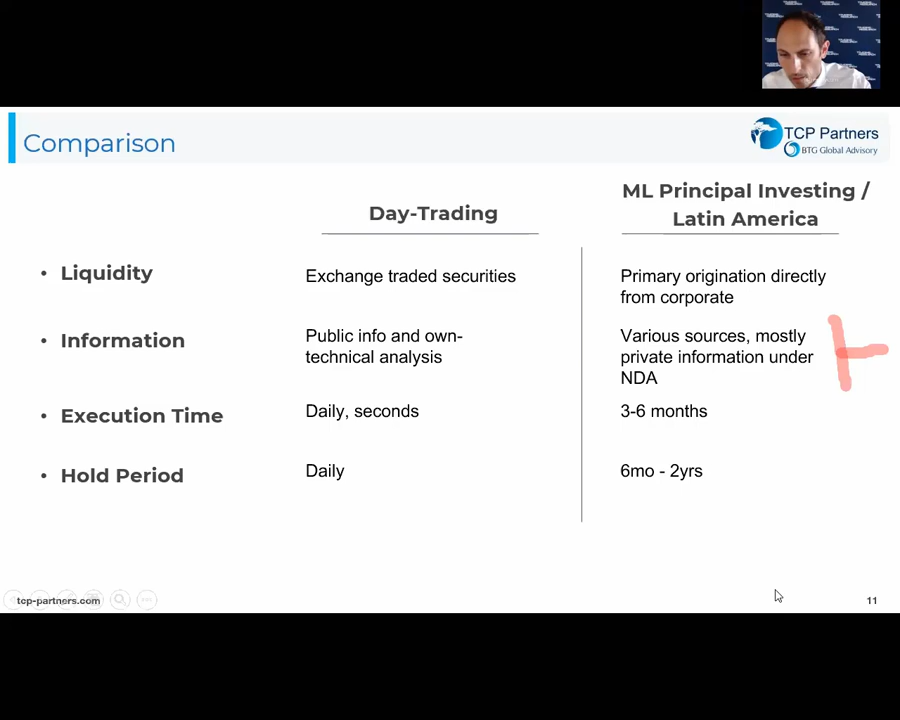 Comparison
TCP Partners
BTG Global Advisory
Day-Trading
ML Principal Investing /
Latin America
• Liquidity
Exchange traded securities
Primary origination directly
from corporate
• Information
Public info and own-
technical analysis
Various sources, mostly
private information under
NDA
• Execution Time
Daily, seconds
3-6 months
• Hold Period
Daily
6mo - 2yrs
tcp-partners.com
11